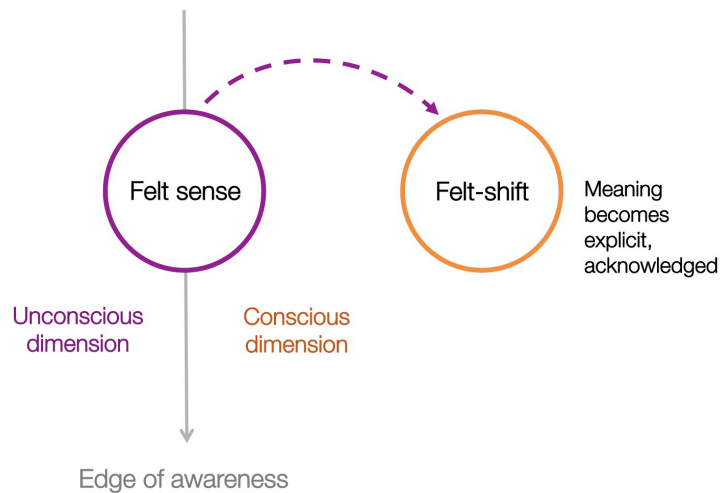 Felt sense
Felt-shift
Meaning
becomes
explicit,
acknowledged
Unconscious
dimension
Conscious
dimension
Edge of awareness